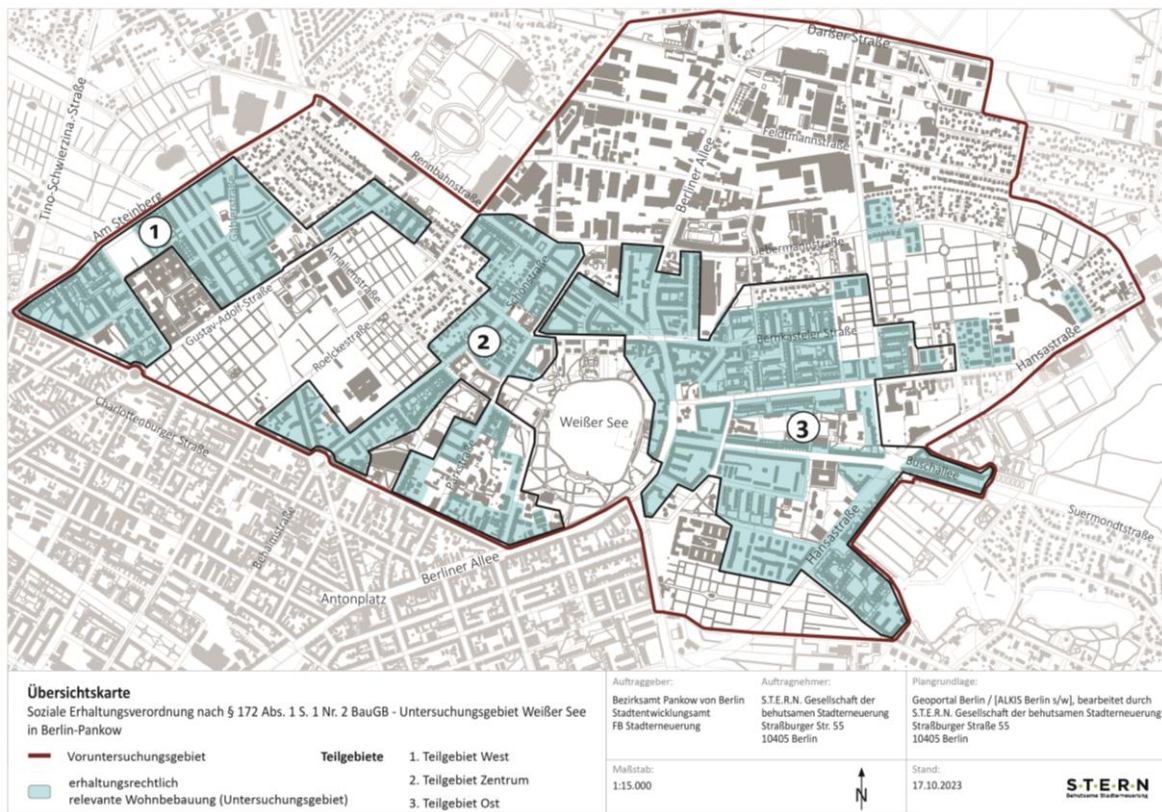 Darßer Straße
Tino-Schwierzina-Straße
Rennbahnstraße
Feldtmannstraße
Berliner Allee
Am Steinberg
1
Liebermannstraße
Schönstraße
Amalienstraße
Gustav-Adolf-Straße
Roelckestraße
2
Bernkasteler Straße
Hansastraße
Charlottenburger Straße
Weißer See
3
Parkstraße
Buschallee
Suermondtstraße
Hansastraße
Behaimstraße
Berliner Allee
Antonplatz
Übersichtskarte
Soziale Erhaltungsverordnung nach § 172 Abs. 1 S. 1 Nr. 2 BauGB - Untersuchungsgebiet Weißer See
in Berlin-Pankow
Voruntersuchungsgebiet
erhaltungsrechtlich
relevante Wohnbebauung (Untersuchungsgebiet)
Teilgebiete
1. Teilgebiet West
2. Teilgebiet Zentrum
3. Teilgebiet Ost
Auftraggeber:
Bezirksamt Pankow von Berlin
Stadtentwicklungsamt
FB Stadterneuerung
Auftragnehmer:
S.T.E.R.N. Gesellschaft der
behutsamen Stadterneuerung
Straßburger Str. 55
10405 Berlin
Plangrundlage:
Geoportal Berlin / [ALKIS Berlin s/w], bearbeitet durch
S.T.E.R.N. Gesellschaft der behutsamen Stadterneuerung
Straßburger Straße 55
10405 Berlin
Maßstab:
1:15.000
N
Stand:
17.10.2023
S·T·E·R·N
Behutsame Stadterneuerung